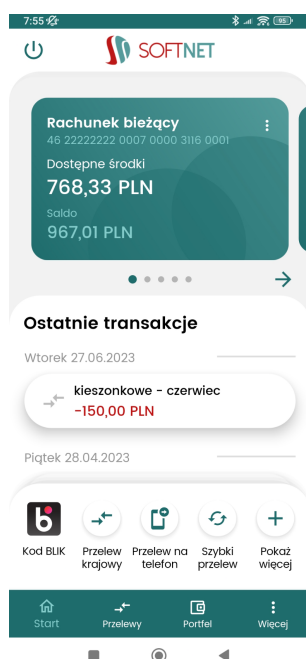 7:55
95
SOFTNET
Rachunek bieżący
46 22222222 0007 0000 3116 0001
Dostępne środki
768,33 PLN
Saldo
967,01 PLN
Ostatnie transakcje
Wtorek 27.06.2023
kieszonkowe - czerwiec
-150,00 PLN
Piątek 28.04.2023
Kod BLIK
Przelew
krajowy
Przelew na
telefon
Szybki
przelew
Pokaż
więcej
Start
Przelewy
Portfel
Więcej